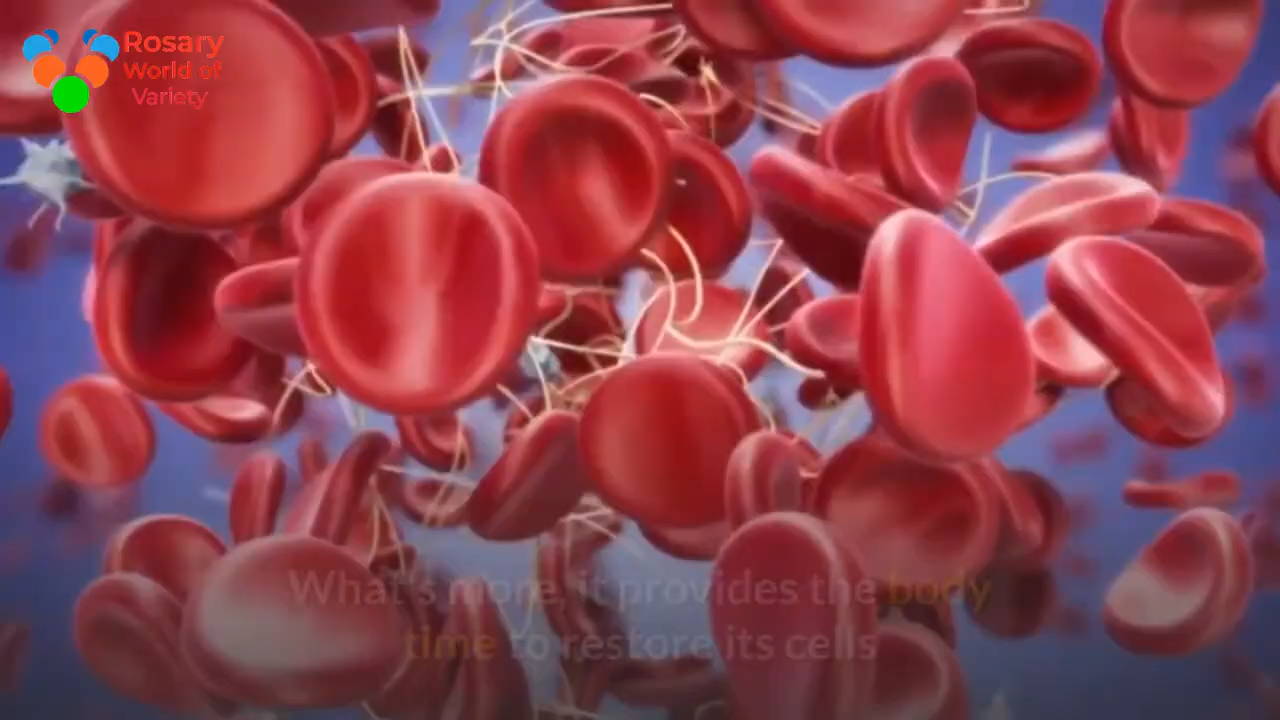 Rosary
World of
Variety
What's more, it provides the body
time to restore its cells